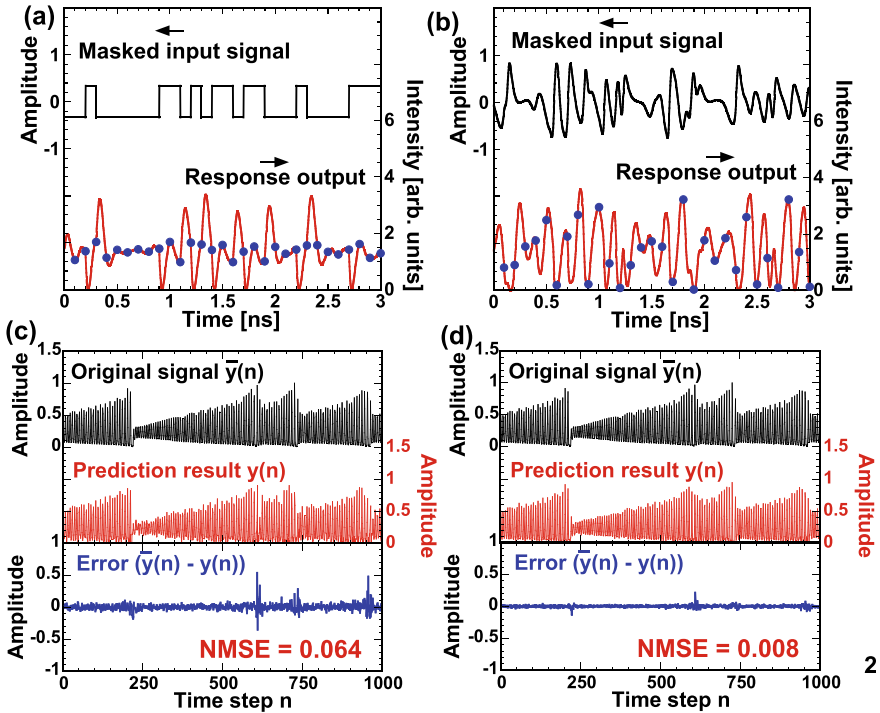 (a)
Masked input signal
Amplitude
1
0
-1
Intensity [arb. units]
6
4
2
0
Response output
0 0.5 1 1.5 2 2.5 3
Time [ns]
(b)
Masked input signal
Amplitude
1
0
-1
Intensity [arb. units]
6
4
2
0
Response output
0 0.5 1 1.5 2 2.5 3
Time [ns]
(c)
Original signal y̅(n)
Amplitude
1.5
1
0.5
0
Prediction result y(n)
Amplitude
1.5
1
0.5
0
Error (y̅(n) - y(n))
Amplitude
1
0.5
0
-0.5
-1
NMSE = 0.064
0 250 500 750 1000
Time step n
(d)
Original signal y̅(n)
Amplitude
1.5
1
0.5
0
Prediction result y(n)
Amplitude
1.5
1
0.5
0
Error (y̅(n) - y(n))
Amplitude
1
0.5
0
-0.5
-1
NMSE = 0.008
0 250 500 750 1000
Time step n
2